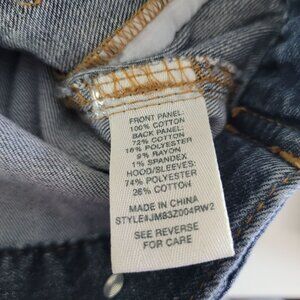 FRONT PANEL:
100% COTTON
BACK PANEL:
72% COTTON
16% POLYESTER
9% RAYON
1% SPANDEX
HOOD/SLEEVES:
74% POLYESTER
26% COTTON
MADE IN CHINA
STYLE#JM83Z004RW2
SEE REVERSE
FOR CARE